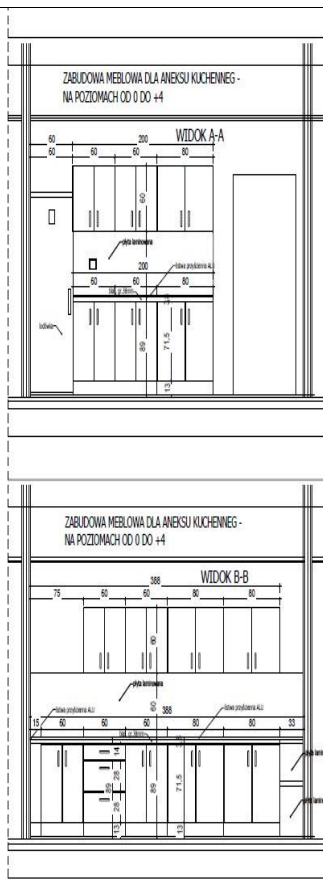 ZABUDOWA MEBLOWA DLA ANEKSU KUCHENNEG -
NA POZIOMACH OD 0 DO +4
WIDOK A-A
60 200
60 60 60 80
60
płyta laminowana
listwa przyścienna ALU
200
60 60 80
lodówka
89
71,5
13
ZABUDOWA MEBLOWA DLA ANEKSU KUCHENNEG -
NA POZIOMACH OD 0 DO +4
WIDOK B-B
388
75 60 60 80 80
60
płyta laminowana
60
listwa przyścienna ALU
388
listwa przyścienna ALU
15 60 60 60 80 80 33
14
28
89
28
13
89
71,5
13